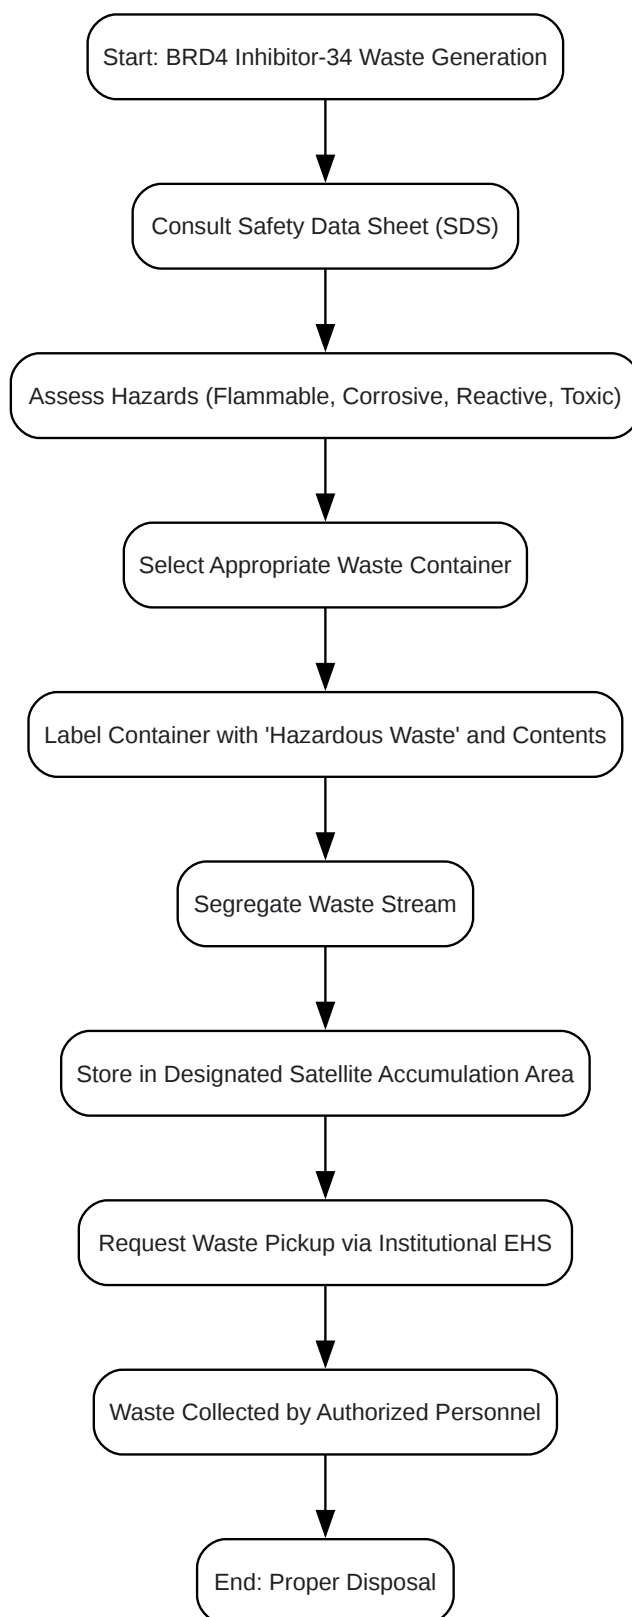 Start: BRD4 Inhibitor-34 Waste Generation
Consult Safety Data Sheet (SDS)
Assess Hazards (Flammable, Corrosive, Reactive, Toxic)
Select Appropriate Waste Container
Label Container with 'Hazardous Waste' and Contents
Segregate Waste Stream
Store in Designated Satellite Accumulation Area
Request Waste Pickup via Institutional EHS
Waste Collected by Authorized Personnel
End: Proper Disposal